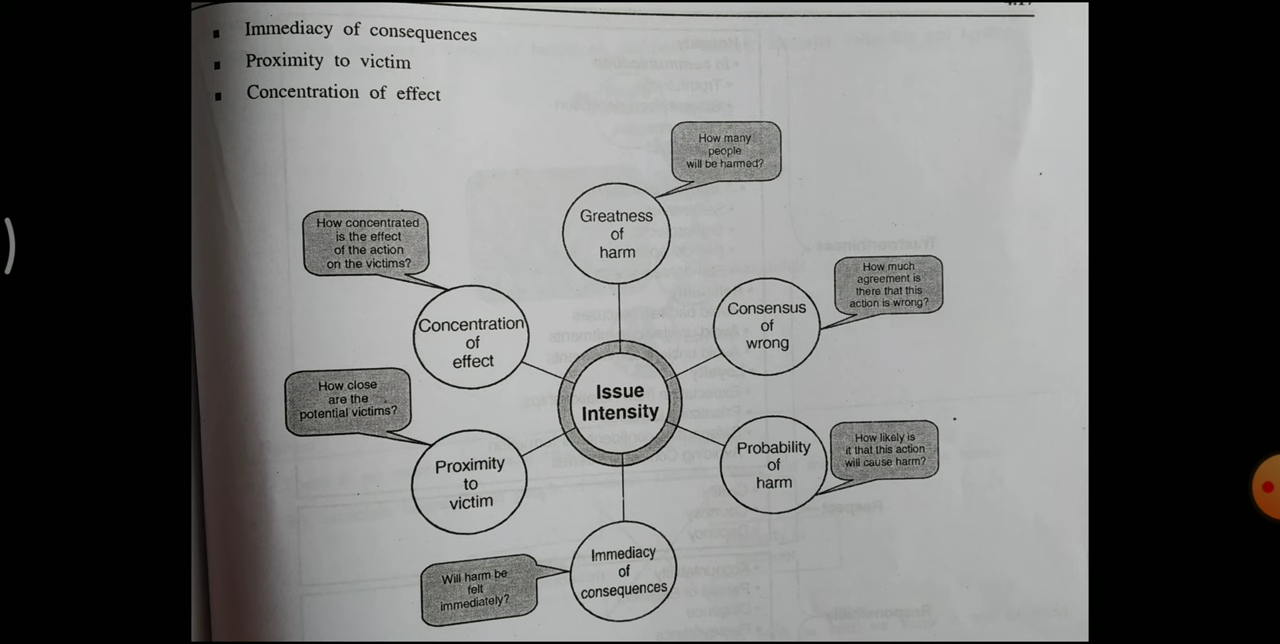 ▪ Immediacy of consequences
▪ Proximity to victim
▪ Concentration of effect
How many
people
will be harmed?
Greatness
of
harm
How concentrated
is the effect
of the action
on the victims?
How much
agreement is
there that this
action is wrong?
Concentration
of
effect
Consensus
of
wrong
How close
are the
potential victims?
Issue
Intensity
How likely is
it that this action
will cause harm?
Proximity
to
victim
Probability
of
harm
Immediacy
of
consequences
Will harm be
felt
immediately?